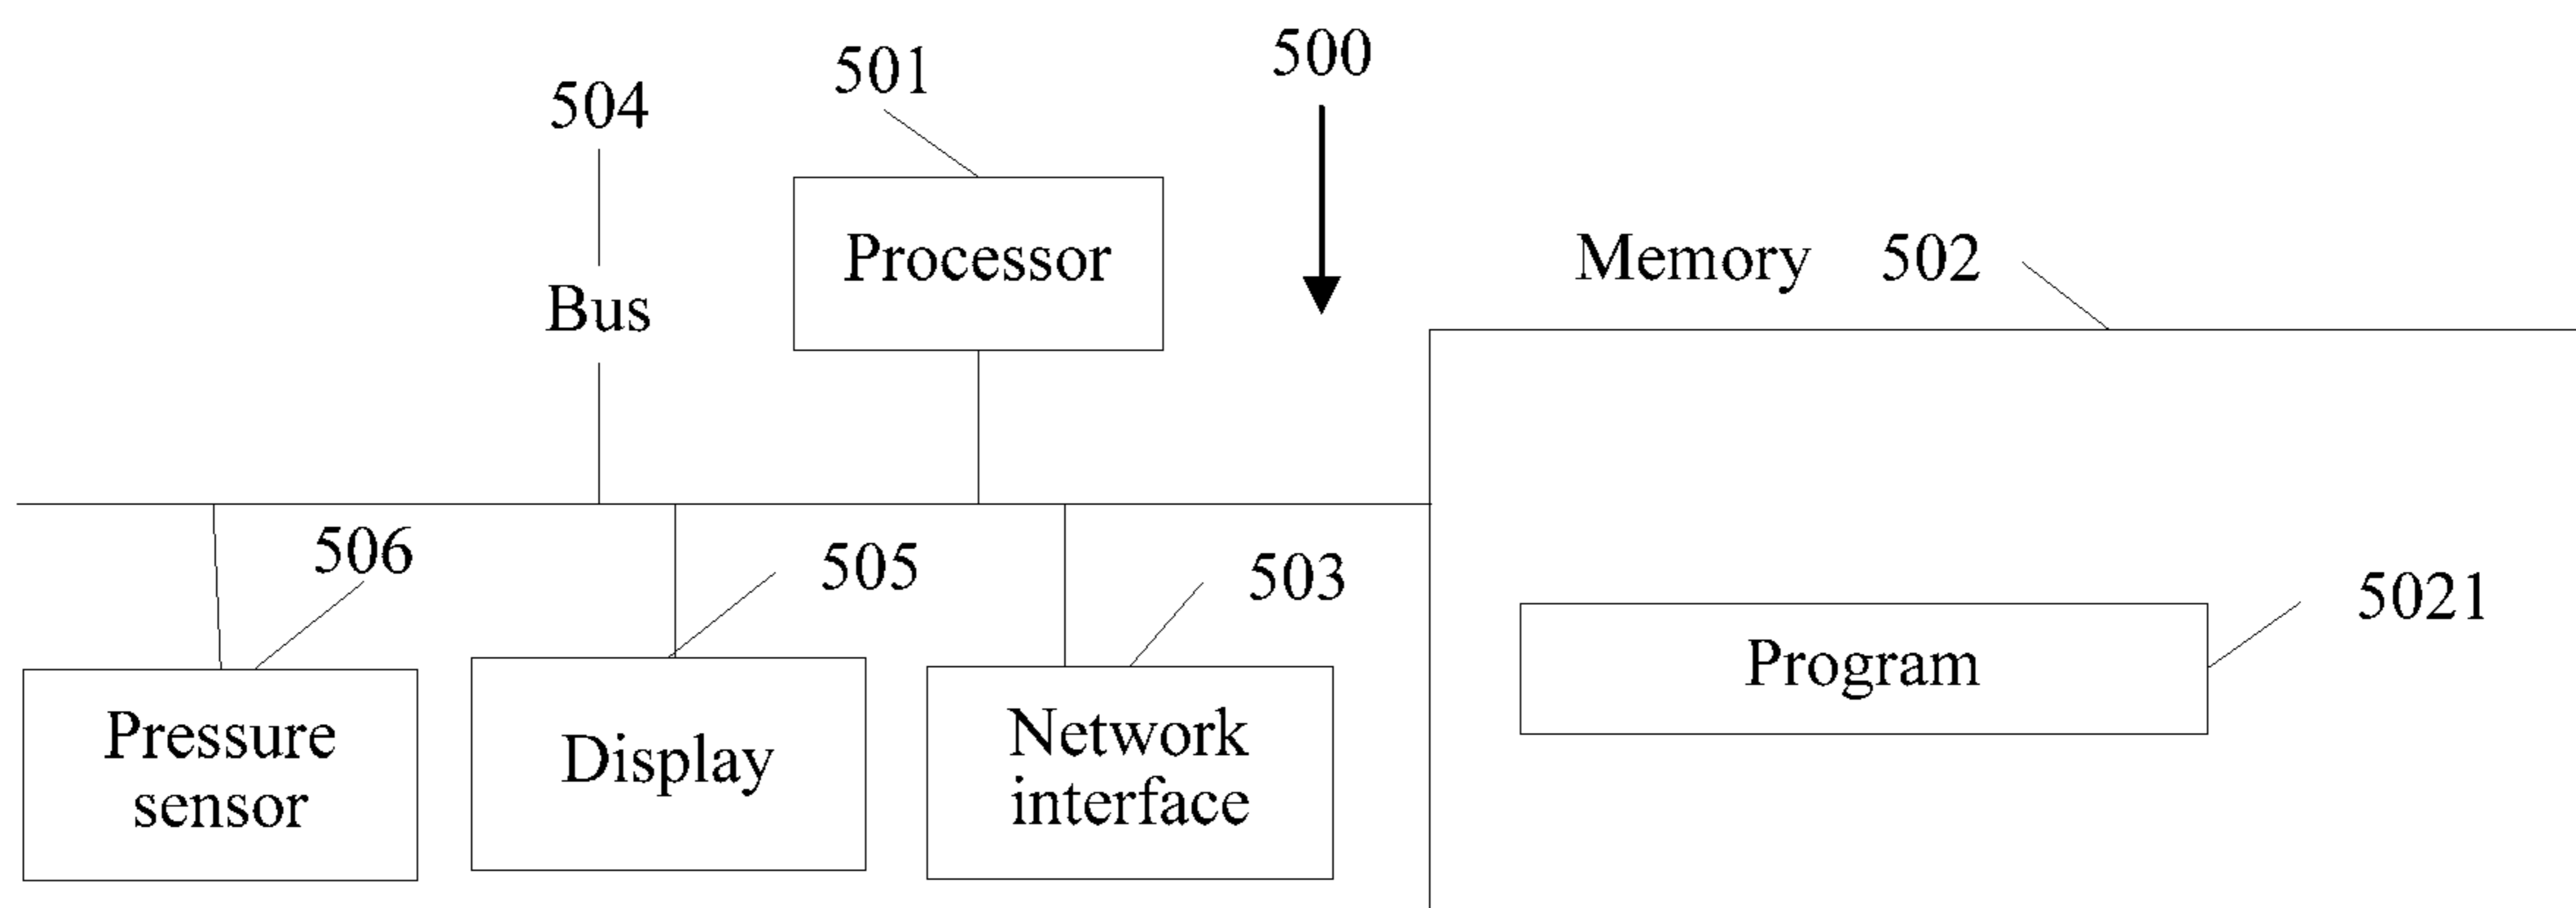 500
501
504
Processor
Memory 502
Bus
506
505
503
5021
Program
Pressure
sensor
Display
Network
interface